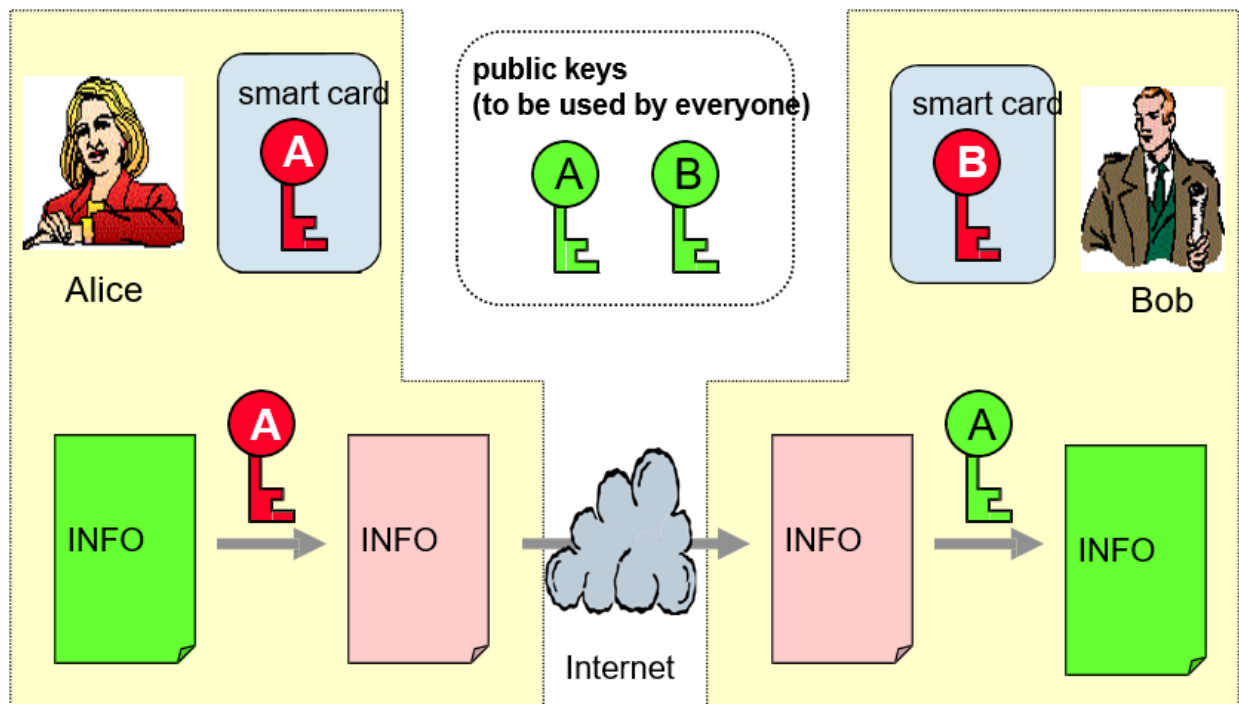 smart card
A
Alice
public keys
(to be used by everyone)
A
B
smart card
B
Bob
A
INFO
INFO
Internet
INFO
A
INFO